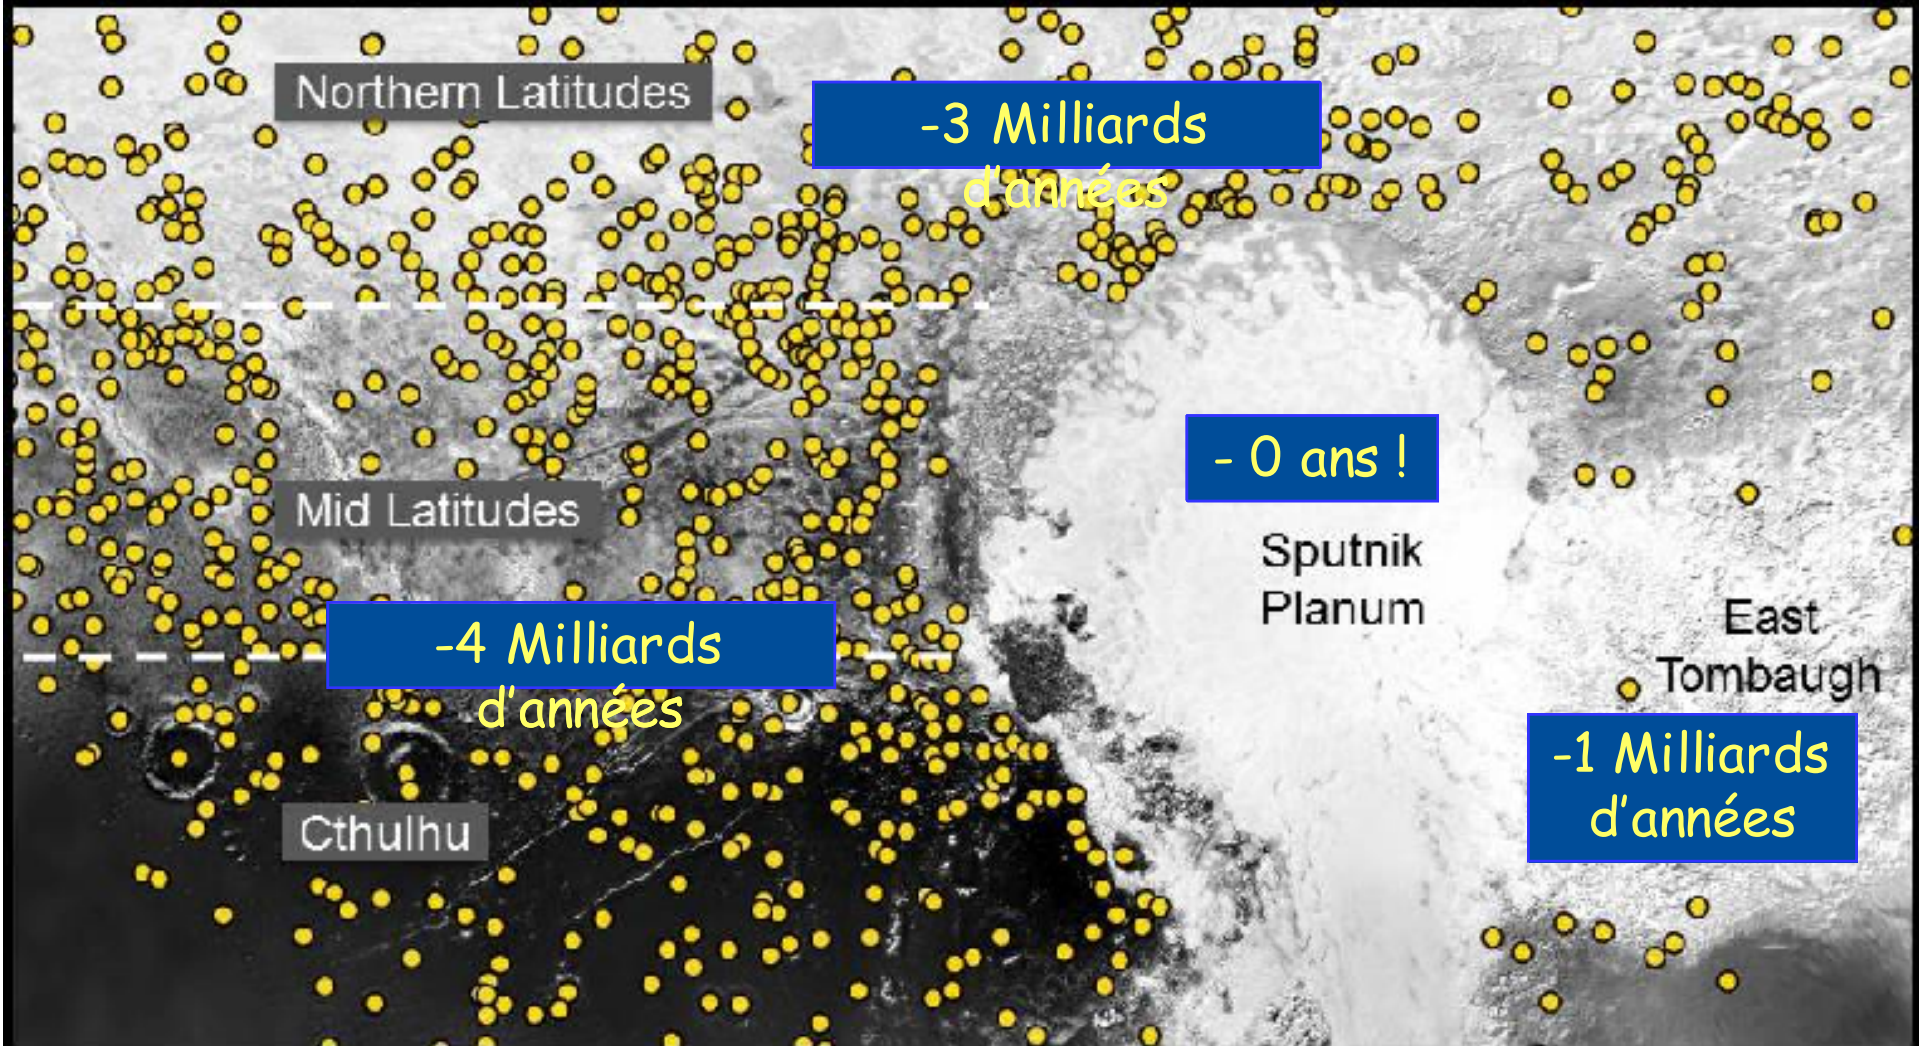 Northern Latitudes
-3 Milliards
d'années
- 0 ans !
Mid Latitudes
Sputnik
Planum
East
Tombaugh
-4 Milliards
d'années
-1 Milliards
d'années
Cthulhu